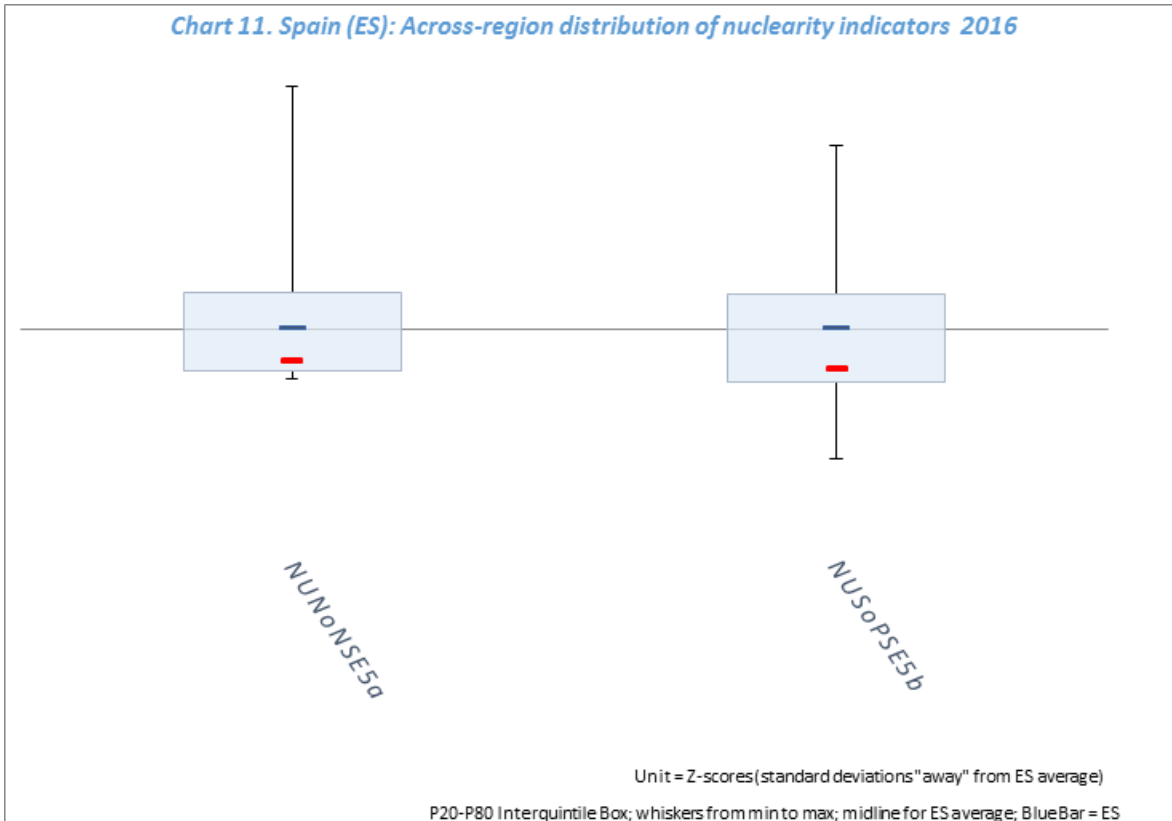 Chart 11. Spain (ES): Across-region distribution of nuclearity indicators 2016
NUNoNSE5a
NUSoPSE5b
Unit = Z-scores (standard deviations "away" from ES average)
P20-P80 Interquintile Box; whiskers from min to max; midline for ES average; Blue Bar = ES